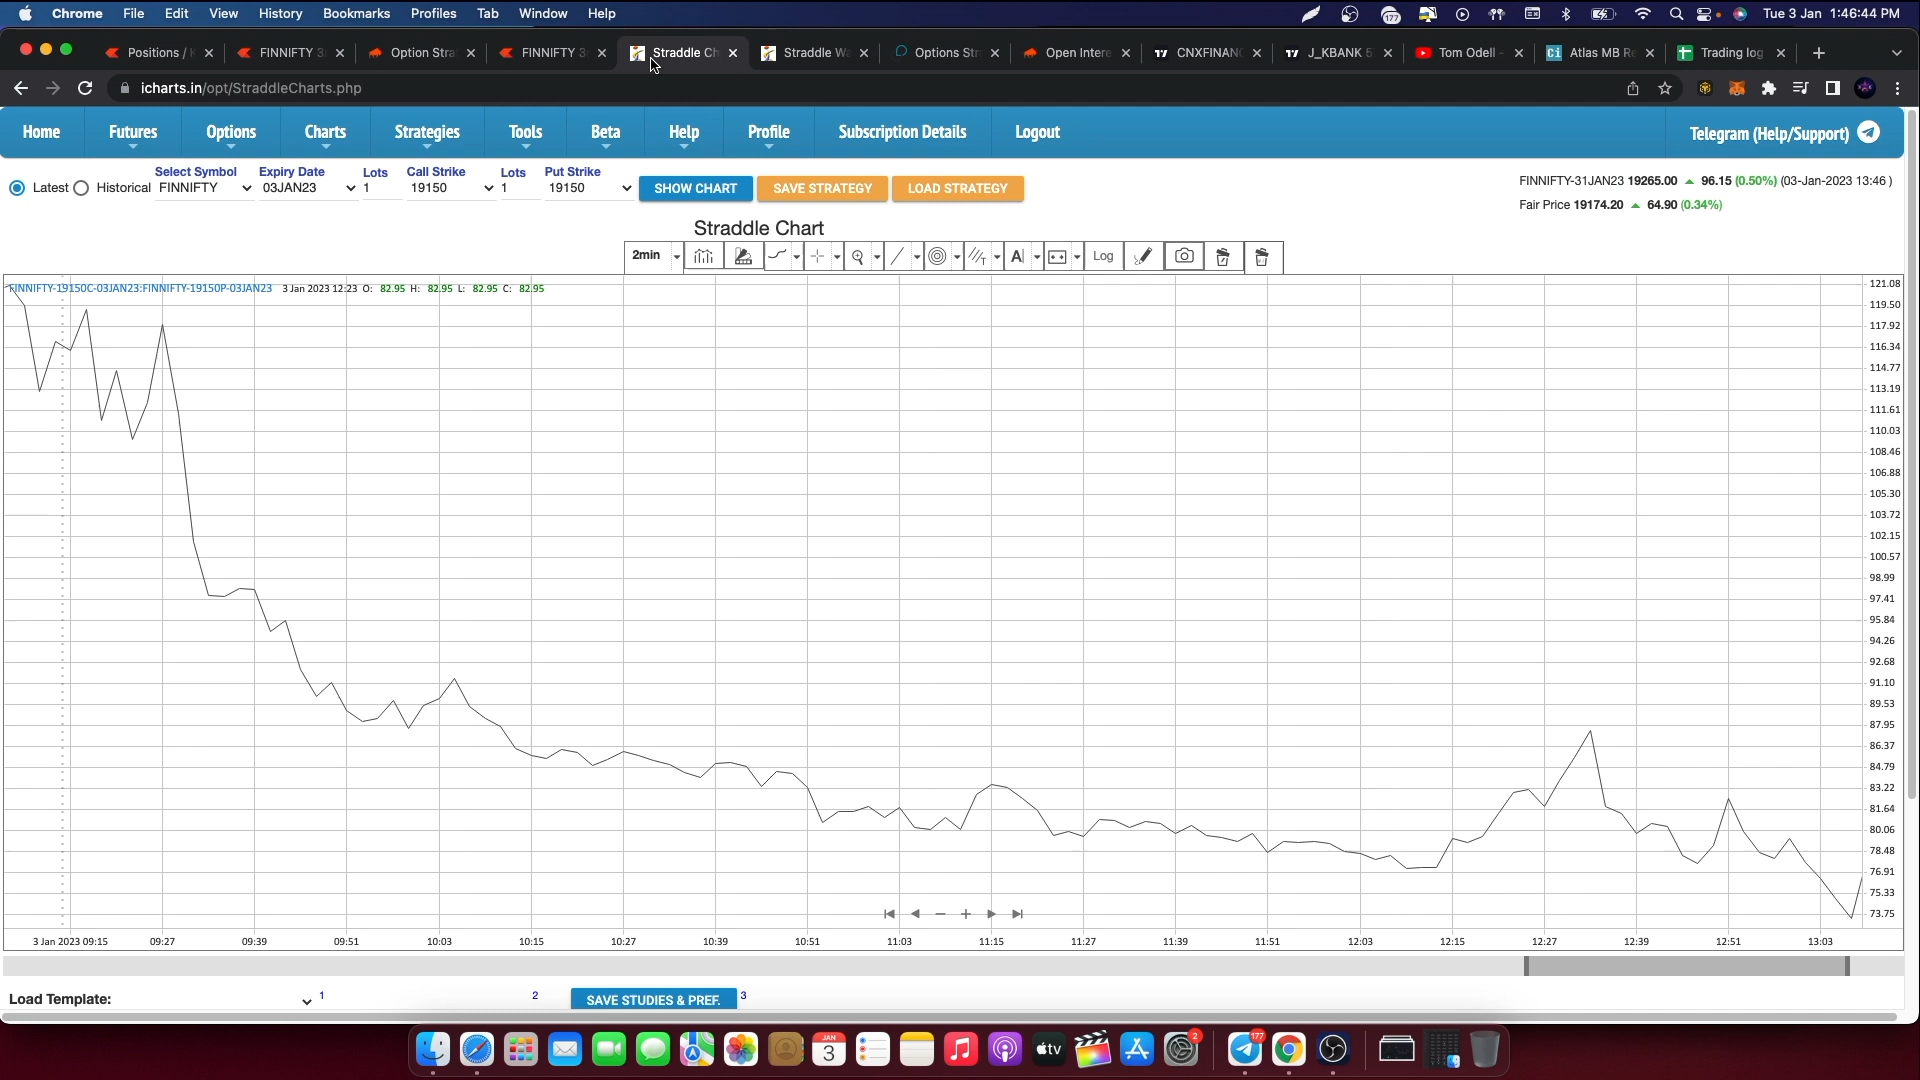 Chrome File Edit View History Bookmarks Profiles Tab Window Help 177 Tue 3 Jan 1:46:44 PM
Positions / FINNIFTY 3 Option Stra FINNIFTY 3 Straddle Ch Straddle W Options Str Open Intere CNXFINAN J_KBANK 5 Tom Odell - Ci Atlas MB R Trading log
icharts.in/opt/StraddleCharts.php
Home Futures Options Charts Strategies Tools Beta Help Profile Subscription Details Logout Telegram (Help/Support)
Select Symbol Expiry Date Lots Call Strike Lots Put Strike
Latest Historical FINNIFTY 03JAN23 1 19150 1 19150 SHOW CHART SAVE STRATEGY LOAD STRATEGY
FINNIFTY-31JAN23 19265.00 ▲ 96.15 (0.50%) (03-Jan-2023 13:46 )
Fair Price 19174.20 ▲ 64.90 (0.34%)
Straddle Chart
2min T A Log
FINNIFTY-19150C-03JAN23:FINNIFTY-19150P-03JAN23 3 Jan 2023 12:23 O: 82.95 H: 82.95 L: 82.95 C: 82.95
121.08
119.50
117.92
116.34
114.77
113.19
111.61
110.03
108.46
106.88
105.30
103.72
102.15
100.57
98.99
97.41
95.84
94.26
92.68
91.10
89.53
87.95
86.37
84.79
83.22
81.64
80.06
78.48
76.91
75.33
73.75
3 Jan 2023 09:15 09:27 09:39 09:51 10:03 10:15 10:27 10:39 10:51 11:03 11:15 11:27 11:39 11:51 12:03 12:15 12:27 12:39 12:51 13:03
Load Template: 1 2 SAVE STUDIES & PREF. 3
JAN 3 tv 2 177